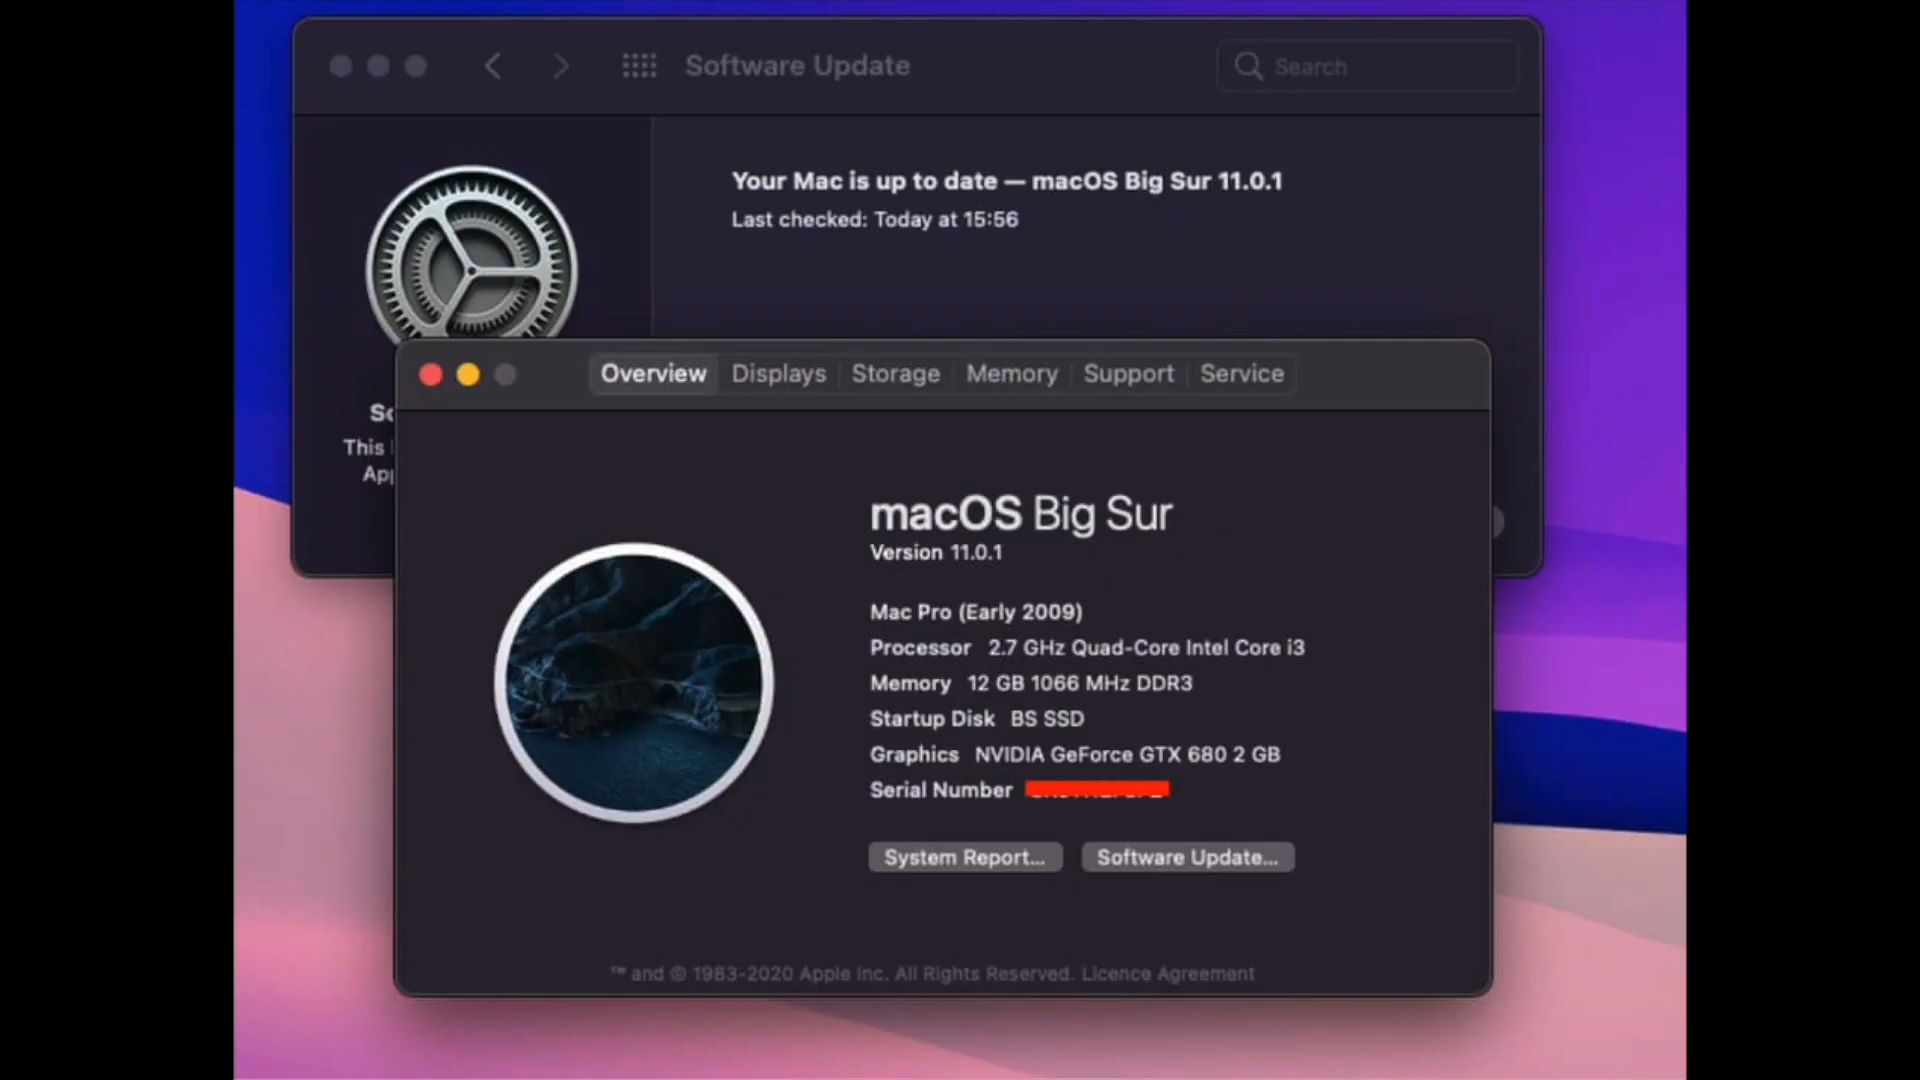 Software Update
Search
Your Mac is up to date — macOS Big Sur 11.0.1
Last checked: Today at 15:56
This
Overview
Displays
Storage
Memory
Support
Service
macOS Big Sur
Version 11.0.1
Mac Pro (Early 2009)
Processor 2.7 GHz Quad-Core Intel Core i3
Memory 12 GB 1066 MHz DDR3
Startup Disk BS SSD
Graphics NVIDIA GeForce GTX 680 2 GB
Serial Number
System Report...
Software Update...
™ and © 1983-2020 Apple Inc. All Rights Reserved. Licence Agreement